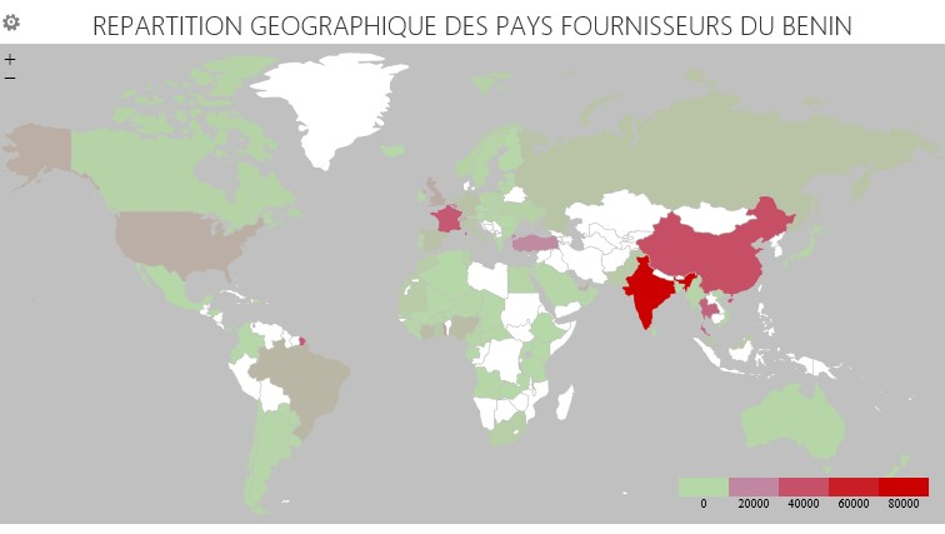 REPARTITION GEOGRAPHIQUE DES PAYS FOURNISSEURS DU BENIN
+
−
0 20000 40000 60000 80000